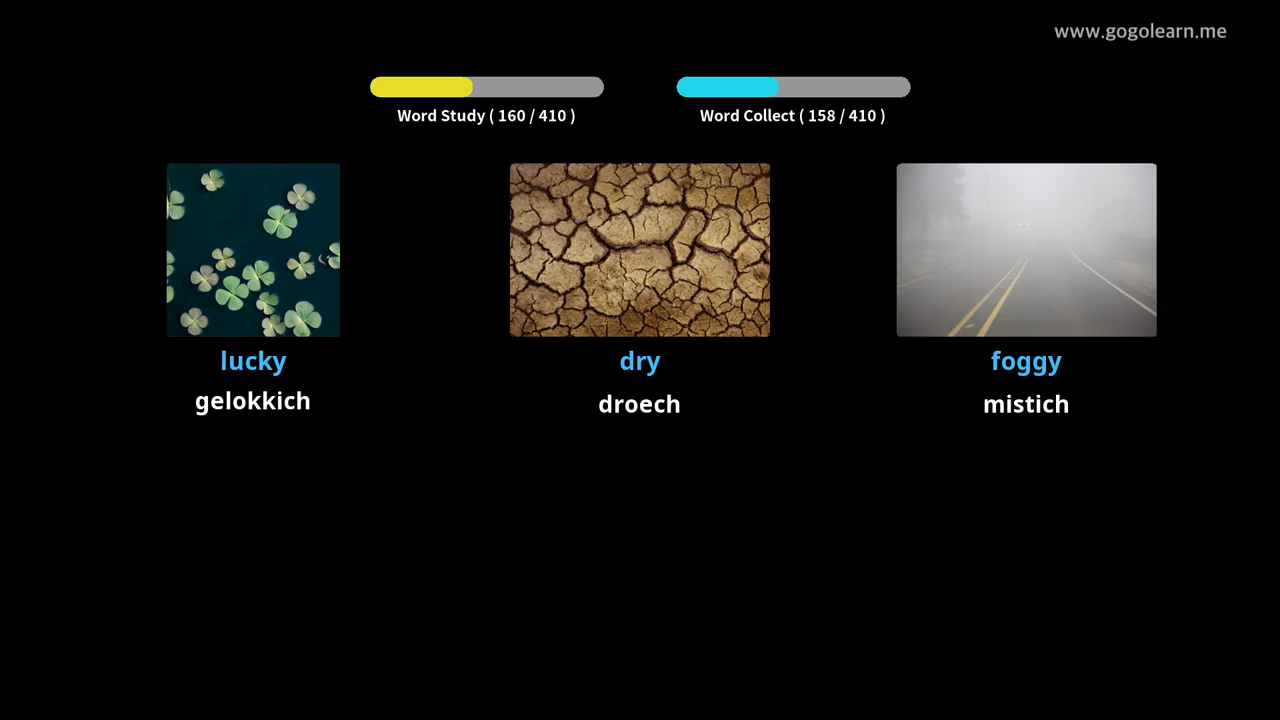 www.gogolearn.me
Word Study ( 160 / 410 )
Word Collect ( 158 / 410 )
lucky
gelokkich
dry
droech
foggy
mistich